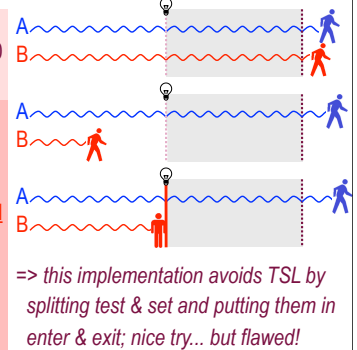 A
B
A
B
A
B
=> this implementation avoids TSL by
splitting test & set and putting them in
enter & exit; nice try... but flawed!